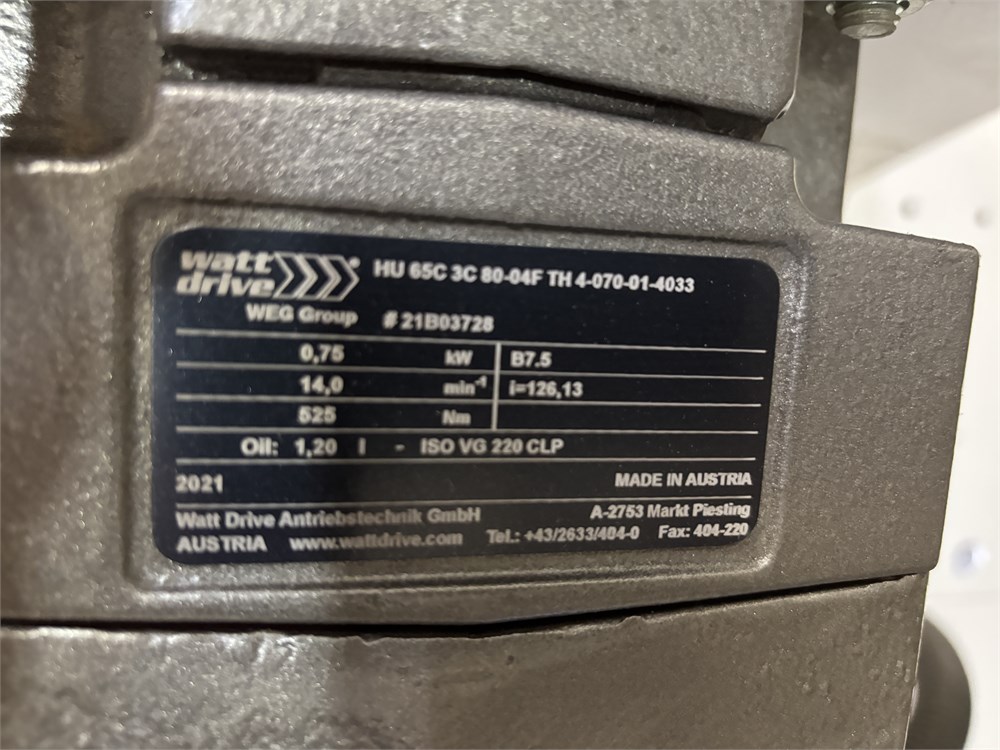 watt drive® HU 65C 3C 80-04F TH 4-070-01-4033
WEG Group # 21B03728
0,75 kW B7.5
14,0 min⁻¹ i=126,13
525 Nm
Oil: 1,20 l - ISO VG 220 CLP
2021 MADE IN AUSTRIA
Watt Drive Antriebstechnik GmbH A-2753 Markt Piesting
AUSTRIA www.wattdrive.com Tel.: +43/2633/404-0 Fax: 404-220